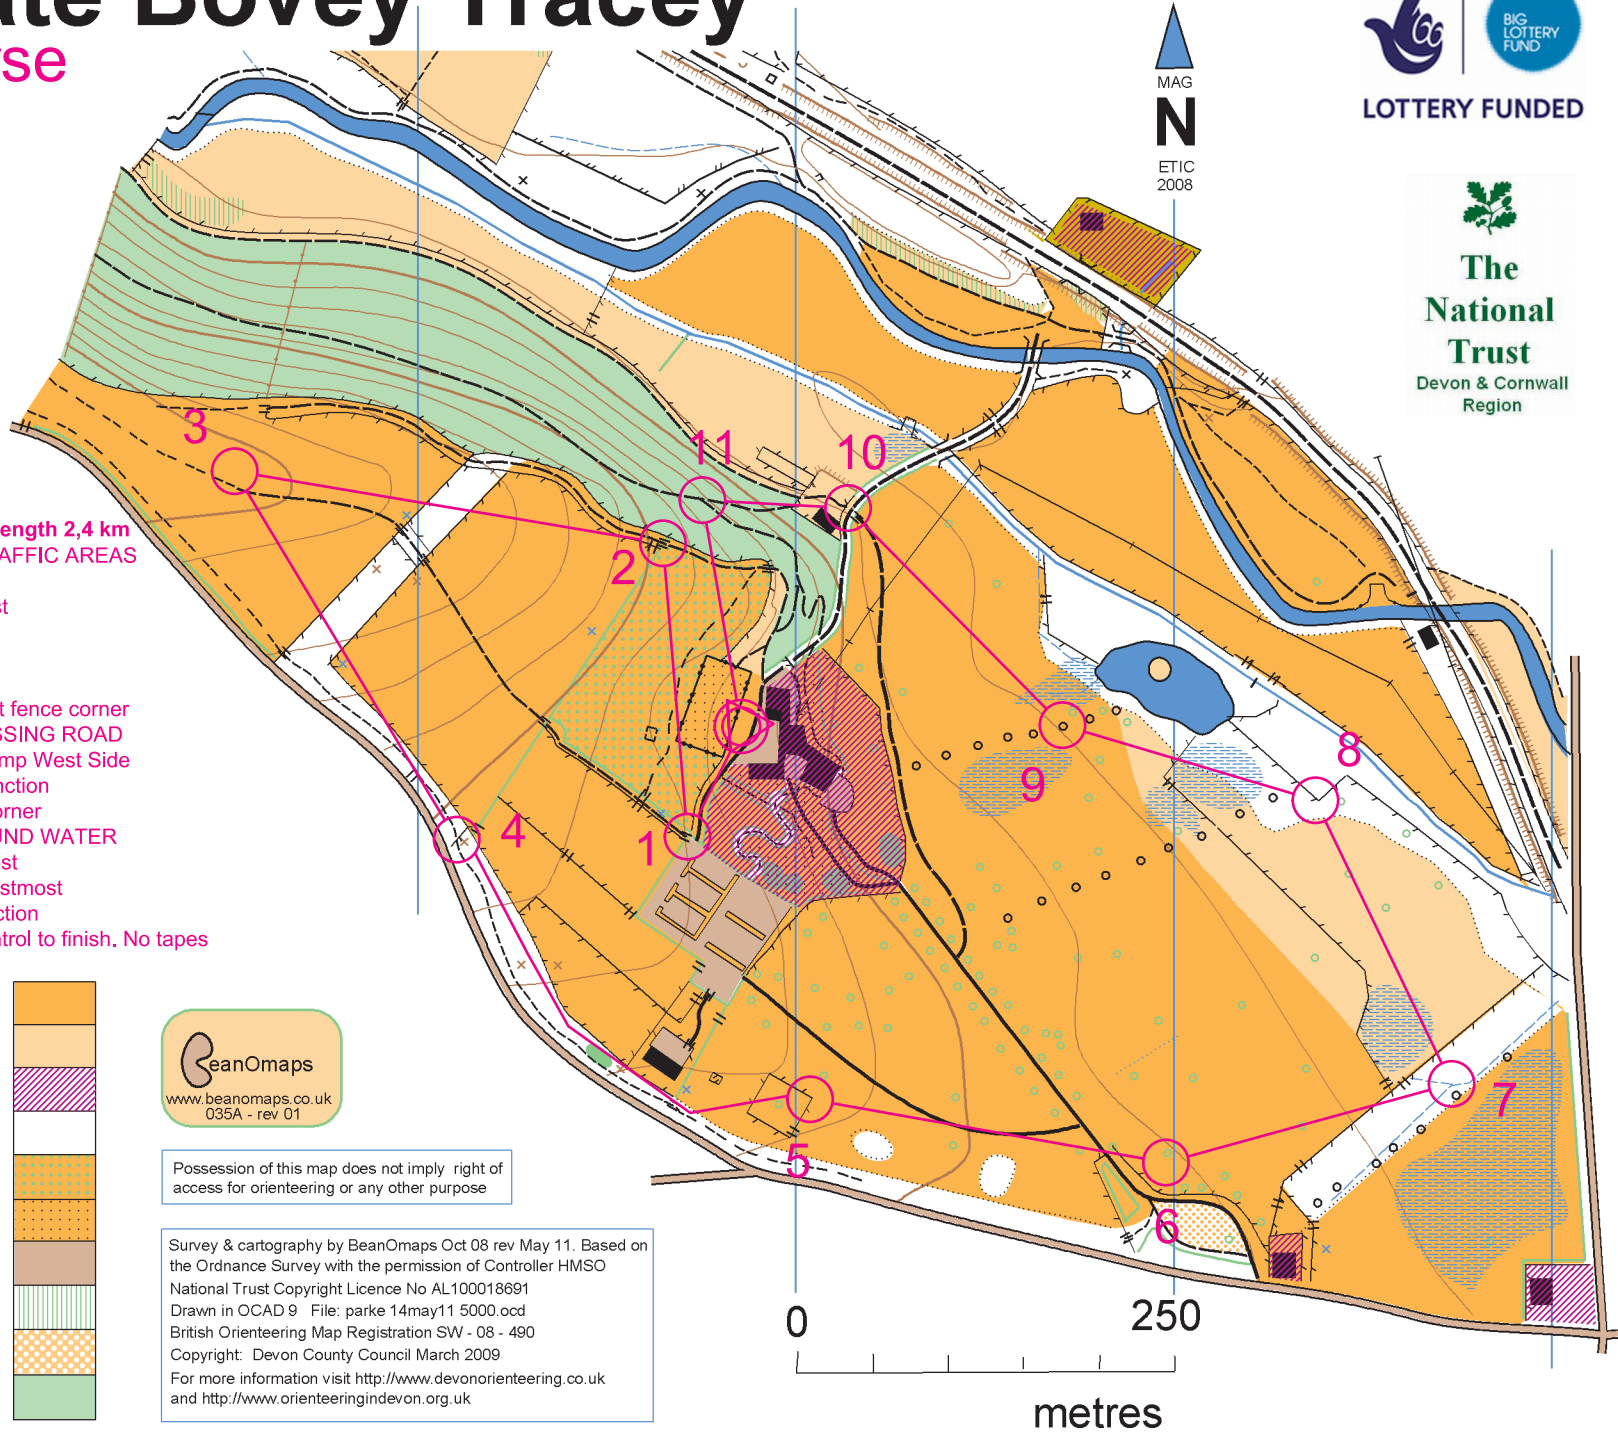 ate Bovey Tracey
rse
MAG
N
ETIC
2008
BIG
LOTTERY
FUND
LOTTERY FUNDED
The
National
Trust
Devon & Cornwall
Region
3
11
10
2
8
9
4
1
7
5
6
ength 2,4 km
AFFIC AREAS
st
t fence corner
SSING ROAD
mp West Side
nction
orner
UND WATER
st
stmost
ction
ntrol to finish. No tapes
eanOmaps
www.beanomaps.co.uk
035A - rev 01
Possession of this map does not imply right of
access for orienteering or any other purpose
Survey & cartography by BeanOmaps Oct 08 rev May 11. Based on
the Ordnance Survey with the permission of Controller HMSO
National Trust Copyright Licence No AL100018691
Drawn in OCAD 9 File: parke 14may11 5000.ocd
British Orienteering Map Registration SW - 08 - 490
Copyright: Devon County Council March 2009
For more information visit http://www.devonorienteering.co.uk
and http://www.orienteeringindevon.org.uk
0
250
metres